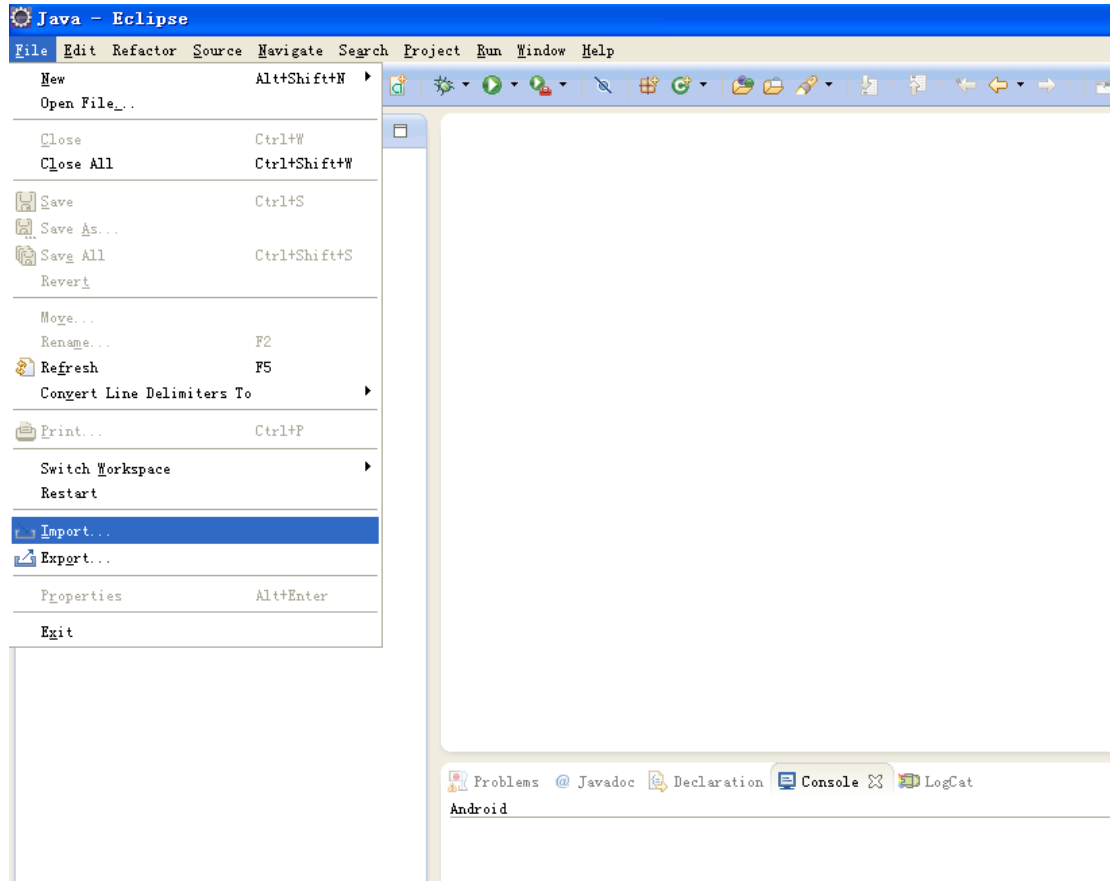 Java - Eclipse
File Edit Refactor Source Navigate Search Project Run Window Help
New Alt+Shift+N
Open File...
Close Ctrl+W
Close All Ctrl+Shift+W
Save Ctrl+S
Save As...
Save All Ctrl+Shift+S
Revert
Move...
Rename... F2
Refresh F5
Convert Line Delimiters To
Print... Ctrl+P
Switch Workspace
Restart
Import...
Export...
Properties Alt+Enter
Exit
Problems @ Javadoc Declaration Console LogCat
Android